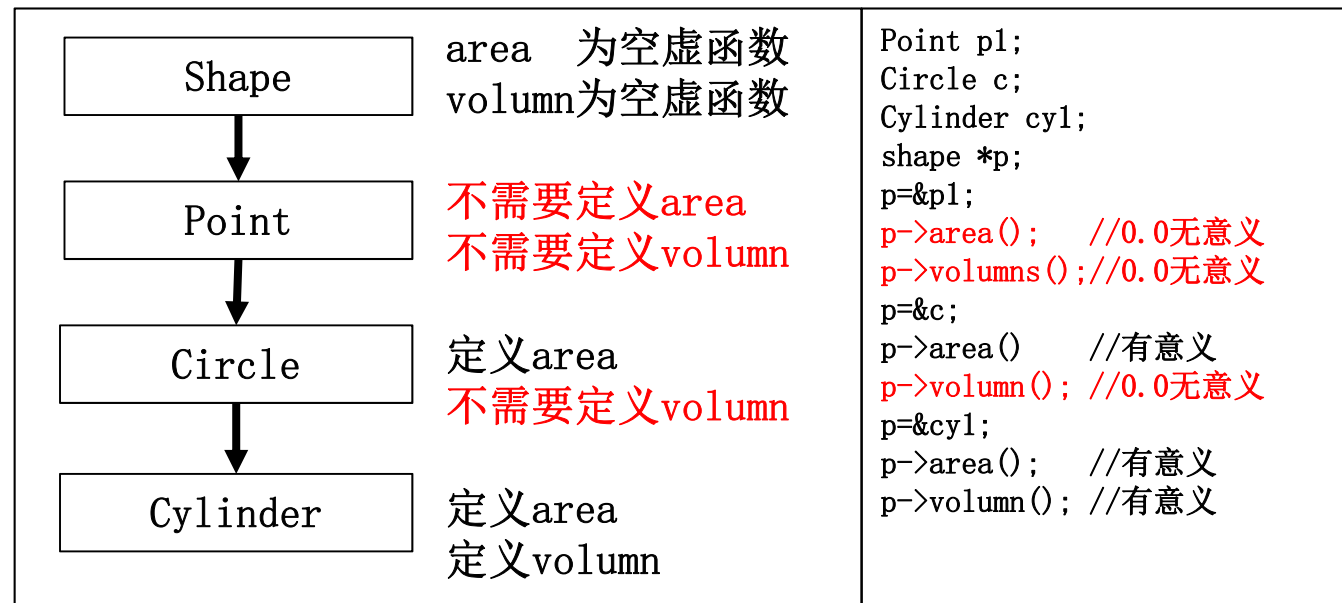 Shape
area 为空虚函数
volumn为空虚函数
Point
不需要定义area
不需要定义volumn
Circle
定义area
不需要定义volumn
Cylinder
定义area
定义volumn
Point p1;
Circle c;
Cylinder cy1;
shape *p;
p=&p1;
p->area(); //0.0无意义
p->volumns();//0.0无意义
p=&c;
p->area() //有意义
p->volumn(); //0.0无意义
p=&cy1;
p->area(); //有意义
p->volumn(); //有意义